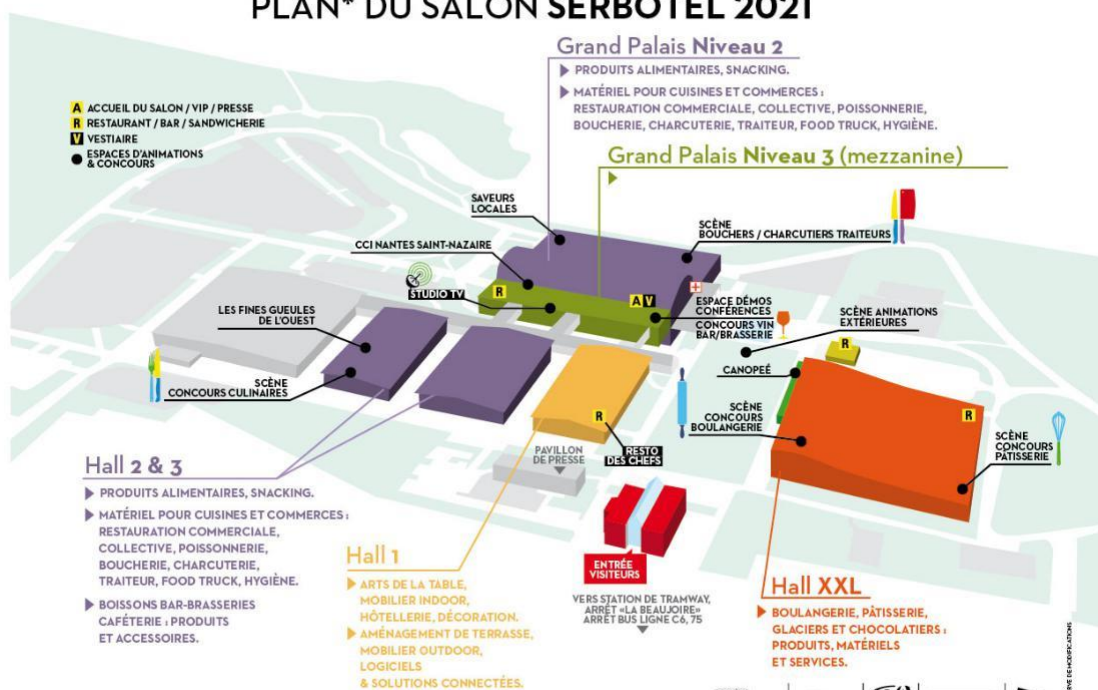 PLAN* DU SALON SERBOTEL 2021
A ACCUEIL DU SALON / VIP / PRESSE
R RESTAURANT / BAR / SANDWICHERIE
V VESTIAIRE
ESPACES D'ANIMATIONS
& CONCOURS
Grand Palais Niveau 2
PRODUITS ALIMENTAIRES, SNACKING.
MATÉRIEL POUR CUISINES ET COMMERCES :
RESTAURATION COMMERCIALE, COLLECTIVE, POISSONNERIE,
BOUCHERIE, CHARCUTERIE, TRAITEUR, FOOD TRUCK, HYGIÈNE.
Grand Palais Niveau 3 (mezzanine)
SAVEURS
LOCALES
SCÈNE
BOUCHERS / CHARCUTIERS TRAITEURS
CCI NANTES SAINT-NAZAIRE
STUDIO TV
R
A V
ESPACE DÉMOS
CONFÉRENCES
CONCOURS VIN
BAR/BRASSERIE
SCÈNE ANIMATIONS
EXTÉRIEURES
LES FINES GUEULES
DE L'OUEST
R
CANOPEÉ
SCÈNE
CONCOURS CULINAIRES
SCÈNE
CONCOURS
BOULANGERIE
R
R
SCÈNE
CONCOURS
PÂTISSERIE
PAVILLON
DE PRESSE
RESTO
DES CHEFS
Hall 2 & 3
PRODUITS ALIMENTAIRES, SNACKING.
MATÉRIEL POUR CUISINES ET COMMERCES :
RESTAURATION COMMERCIALE,
COLLECTIVE, POISSONNERIE,
BOUCHERIE, CHARCUTERIE,
TRAITEUR, FOOD TRUCK, HYGIÈNE.
BOISSONS BAR-BRASSERIES
CAFÉTERIE : PRODUITS
ET ACCESSOIRES.
Hall 1
ARTS DE LA TABLE,
MOBILIER INDOOR,
HÔTELLERIE, DÉCORATION.
AMÉNAGEMENT DE TERRASSE,
MOBILIER OUTDOOR,
LOGICIELS
& SOLUTIONS CONNECTÉES.
ENTRÉE
VISITEURS
VERS STATION DE TRAMWAY,
ARRÊT «LA BEAUJOIRE»
ARRÊT BUS LIGNE C6, 75
Hall XXL
BOULANGERIE, PÂTISSERIE,
GLACIERS ET CHOCOLATIERS :
PRODUITS, MATÉRIELS
ET SERVICES.
DE MODIFICATIONS